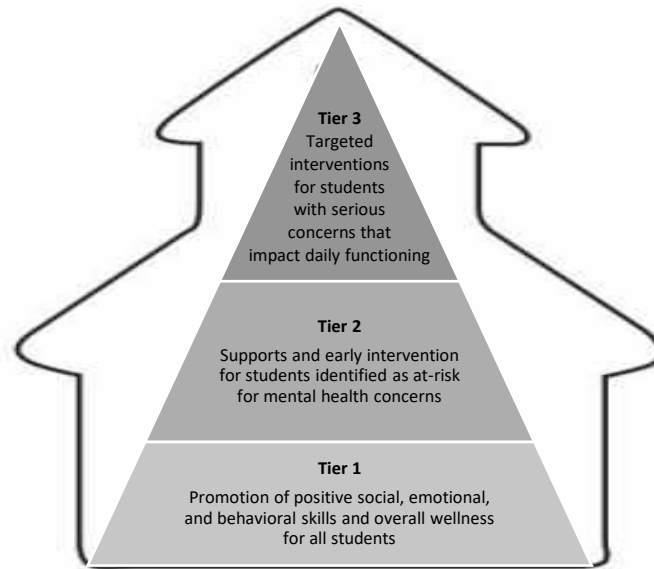 Tier 3
Targeted
interventions
for students
with serious
concerns that
impact daily functioning
Tier 2
Supports and early intervention
for students identified as at-risk
for mental health concerns
Tier 1
Promotion of positive social, emotional,
and behavioral skills and overall wellness
for all students